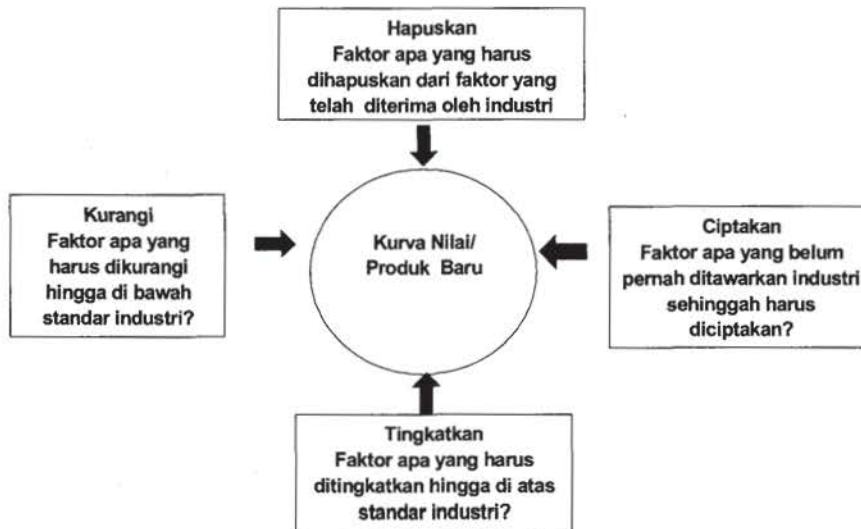 Hapuskan
Faktor apa yang harus
dihapuskan dari faktor yang
telah diterima oleh industri
Kurangi
Faktor apa yang
harus dikurangi
hingga di bawah
standar industri?
Kurva Nilai/
Produk Baru
Ciptakan
Faktor apa yang belum
pernah ditawarkan industri
sehinggah harus
diciptakan?
Tingkatkan
Faktor apa yang harus
ditingkatkan hingga di atas
standar industri?